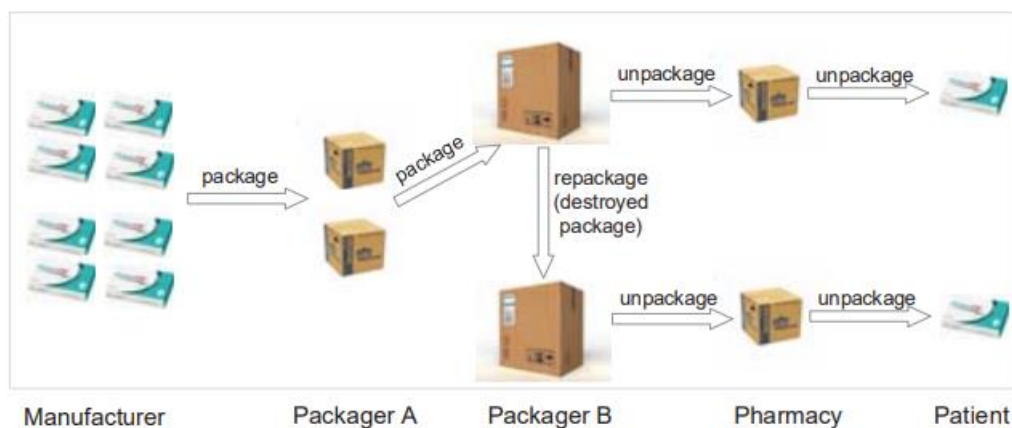 unpackage
unpackage
package
package
repackage
(destroyed
package)
unpackage
unpackage
Manufacturer
Packager A
Packager B
Pharmacy
Patient